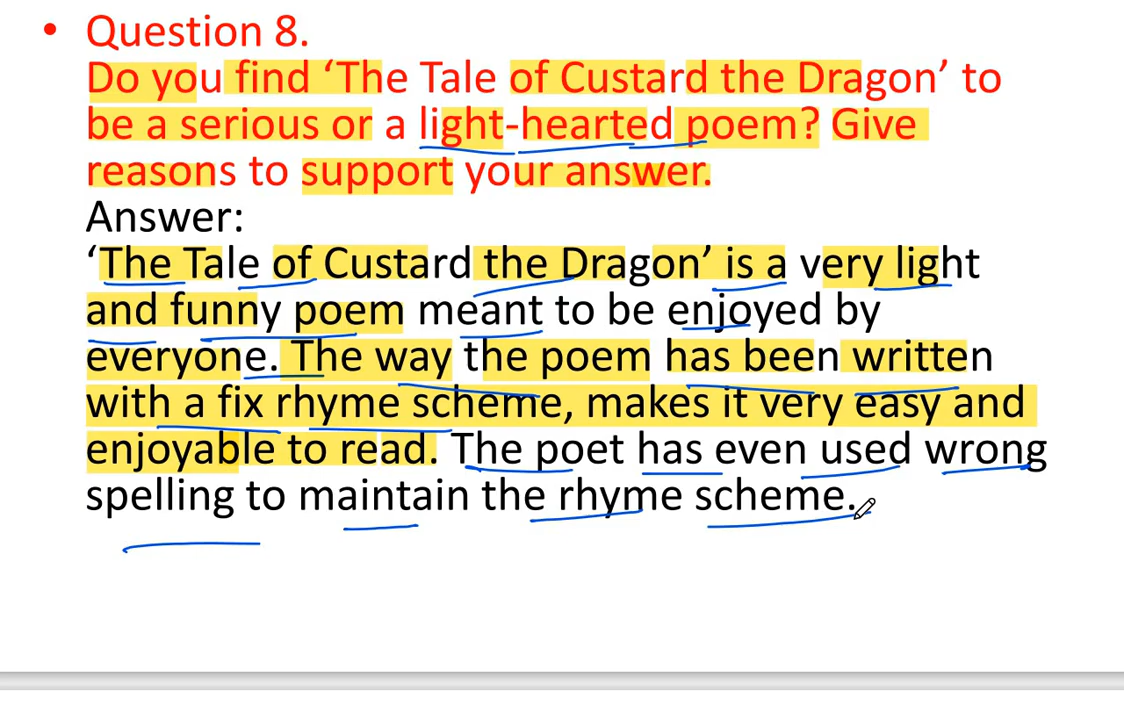 • Question 8.
Do you find ‘The Tale of Custard the Dragon’ to
be a serious or a light-hearted poem? Give
reasons to support your answer.
Answer:
‘The Tale of Custard the Dragon’ is a very light
and funny poem meant to be enjoyed by
everyone. The way the poem has been written
with a fix rhyme scheme, makes it very easy and
enjoyable to read. The poet has even used wrong
spelling to maintain the rhyme scheme.